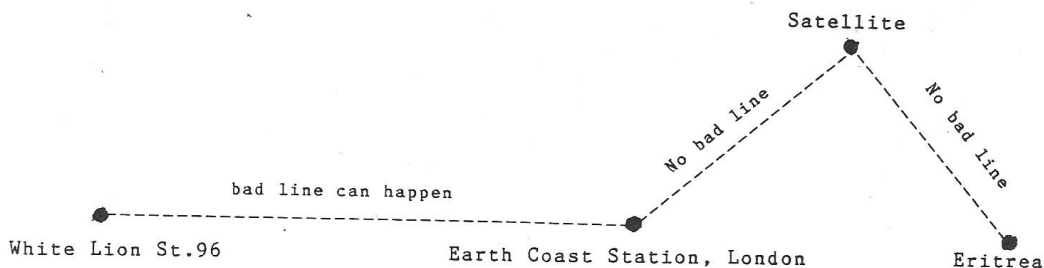 Satellite
No bad line
No bad line
bad line can happen
White Lion St.96
Earth Coast Station, London
Eritrea